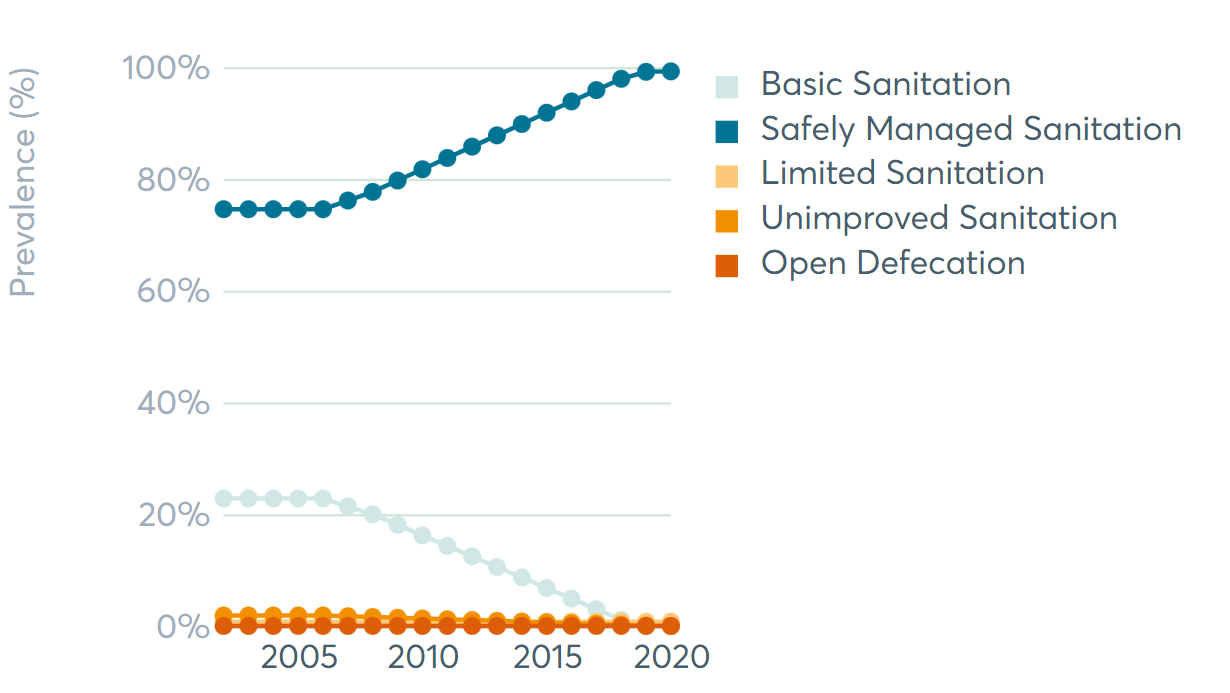 Prevalence (%)
100%
80%
60%
40%
20%
0%
2005 2010 2015 2020
Basic Sanitation
Safely Managed Sanitation
Limited Sanitation
Unimproved Sanitation
Open Defecation